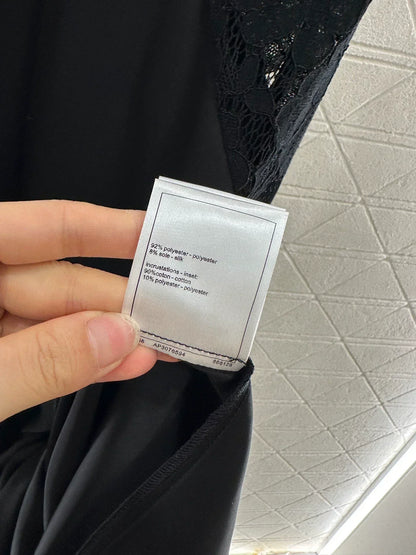 92% polyester - polyester
8% soie - silk
incrustations - inset:
90%coton - cotton
10% polyester - polyester
AP3076594